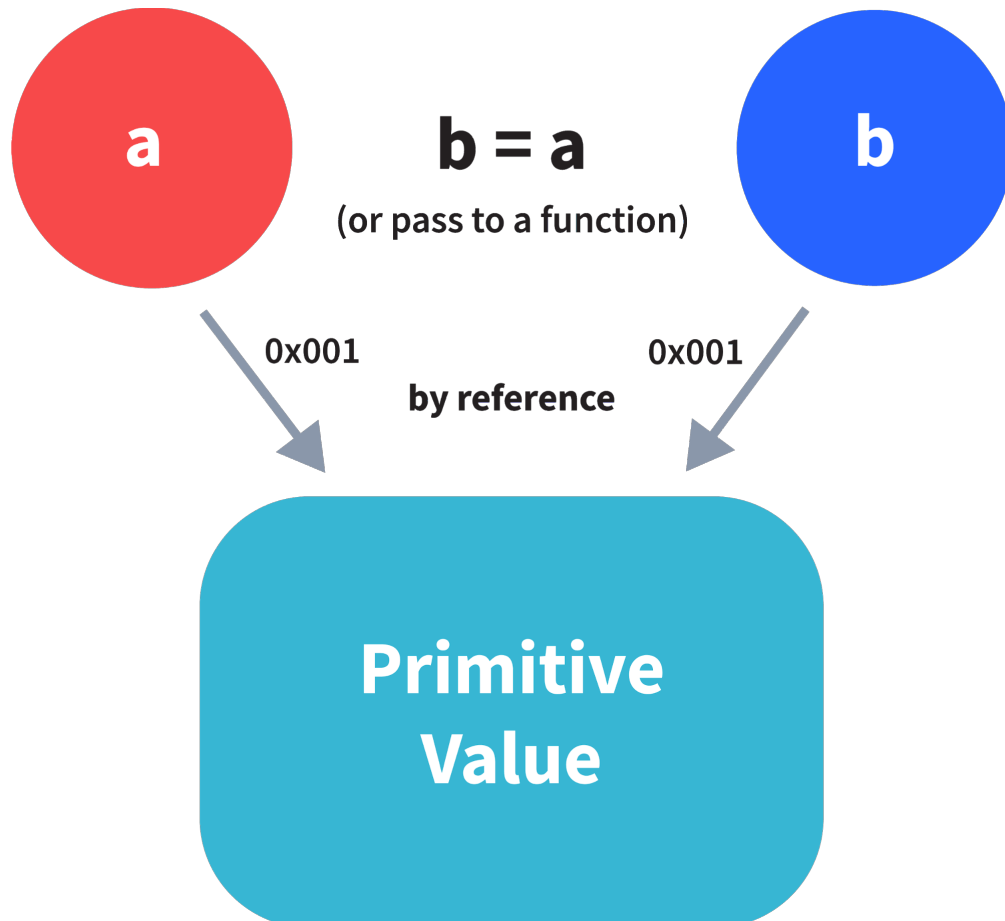 a
b = a
b
(or pass to a function)
0x001
0x001
by reference
Primitive
Value